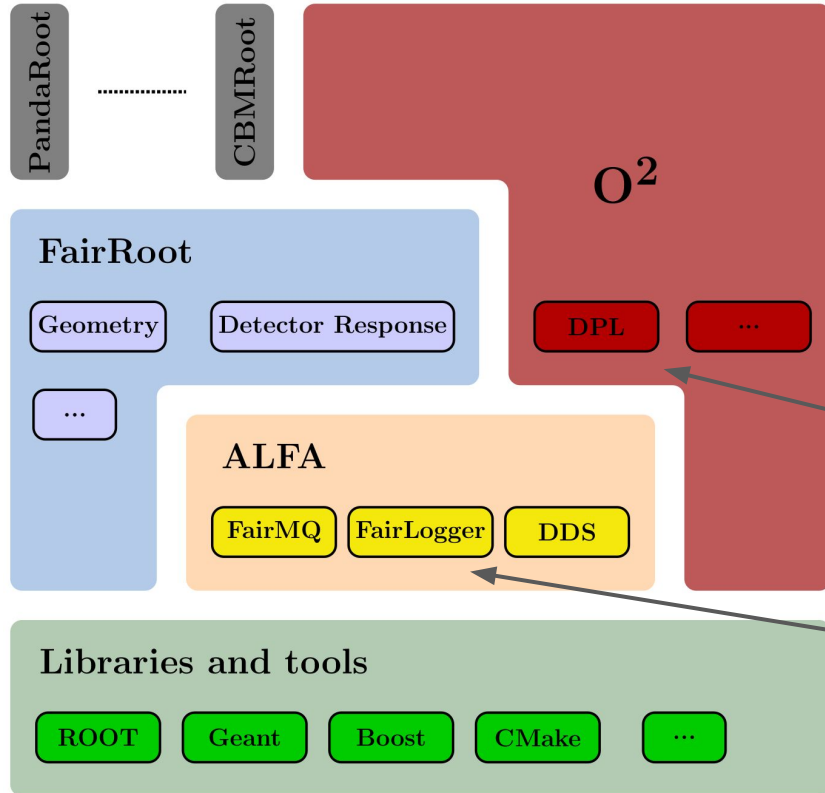 PandaRoot
CBMRoot
O²
FairRoot
Geometry
Detector Response
...
DPL
...
ALFA
FairMQ
FairLogger
DDS
Libraries and tools
ROOT
Geant
Boost
CMake
...